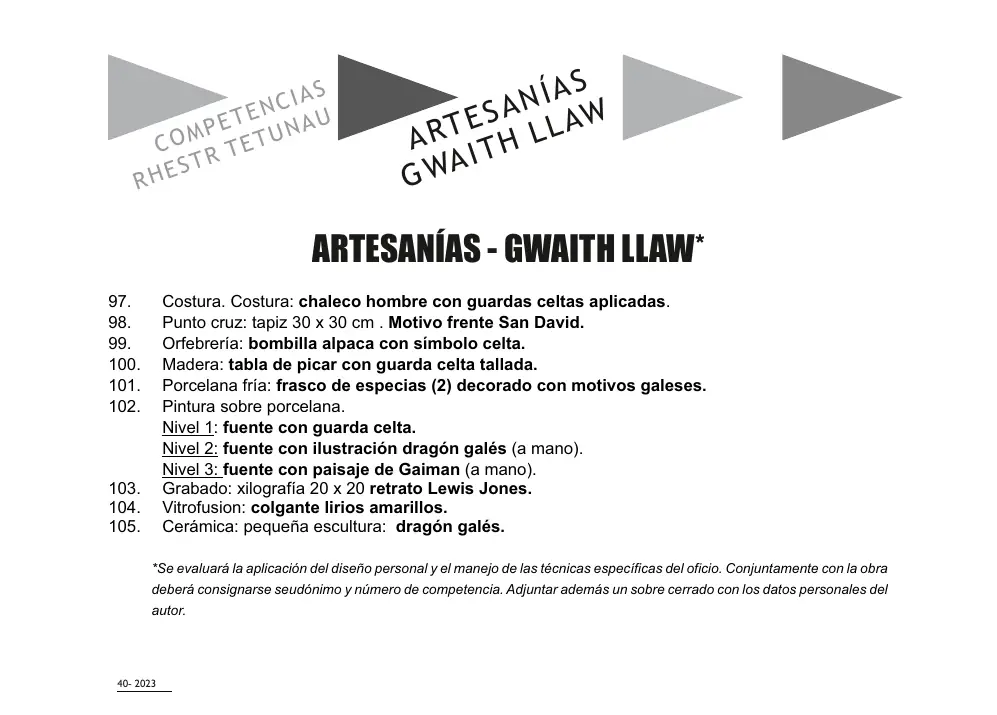 COMPETENCIAS
RHESTR TETUNAU
ARTESANÍAS
GWAITH LLAW
ARTESANÍAS - GWAITH LLAW*
97. Costura. Costura: chaleco hombre con guardas celtas aplicadas.
98. Punto cruz: tapiz 30 x 30 cm . Motivo frente San David.
99. Orfebrería: bombilla alpaca con símbolo celta.
100. Madera: tabla de picar con guarda celta tallada.
101. Porcelana fría: frasco de especias (2) decorado con motivos galeses.
102. Pintura sobre porcelana.
Nivel 1: fuente con guarda celta.
Nivel 2: fuente con ilustración dragón galés (a mano).
Nivel 3: fuente con paisaje de Gaiman (a mano).
103. Grabado: xilografía 20 x 20 retrato Lewis Jones.
104. Vitrofusion: colgante lirios amarillos.
105. Cerámica: pequeña escultura: dragón galés.
*Se evaluará la aplicación del diseño personal y el manejo de las técnicas específicas del oficio. Conjuntamente con la obra
deberá consignarse seudónimo y número de competencia. Adjuntar además un sobre cerrado con los datos personales del
autor.
40- 2023